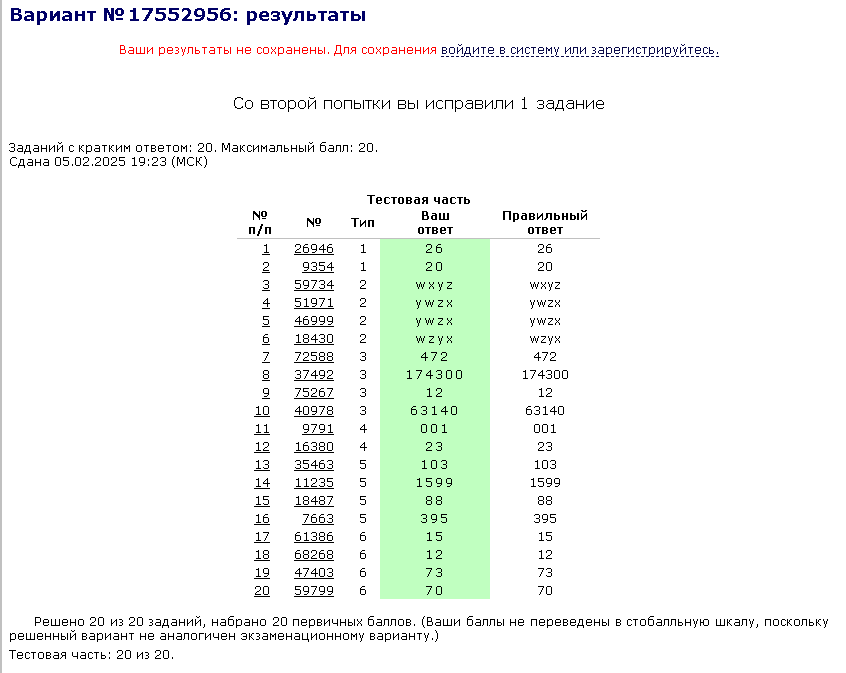 Вариант № 17552956: результаты
Ваши результаты не сохранены. Для сохранения войдите в систему или зарегистрируйтесь.
Со второй попытки вы исправили 1 задание
Заданий с кратким ответом: 20. Максимальный балл: 20.
Сдана 05.02.2025 19:23 (МСК)
Тестовая часть
№ п/п № Тип Ваш ответ Правильный ответ
1 26946 1 26 26
2 9354 1 20 20
3 59734 2 wxyz wxyz
4 51971 2 ywzx ywzx
5 46999 2 ywzx ywzx
6 18430 2 wzyx wzyx
7 72588 3 472 472
8 37492 3 174300 174300
9 75267 3 12 12
10 40978 3 63140 63140
11 9791 4 001 001
12 16380 4 23 23
13 35463 5 103 103
14 11235 5 1599 1599
15 18487 5 88 88
16 7663 5 395 395
17 61386 6 15 15
18 68268 6 12 12
19 47403 6 73 73
20 59799 6 70 70
Решено 20 из 20 заданий, набрано 20 первичных баллов. (Ваши баллы не переведены в стобалльную шкалу, поскольку
решенный вариант не аналогичен экзаменационному варианту.)
Тестовая часть: 20 из 20.